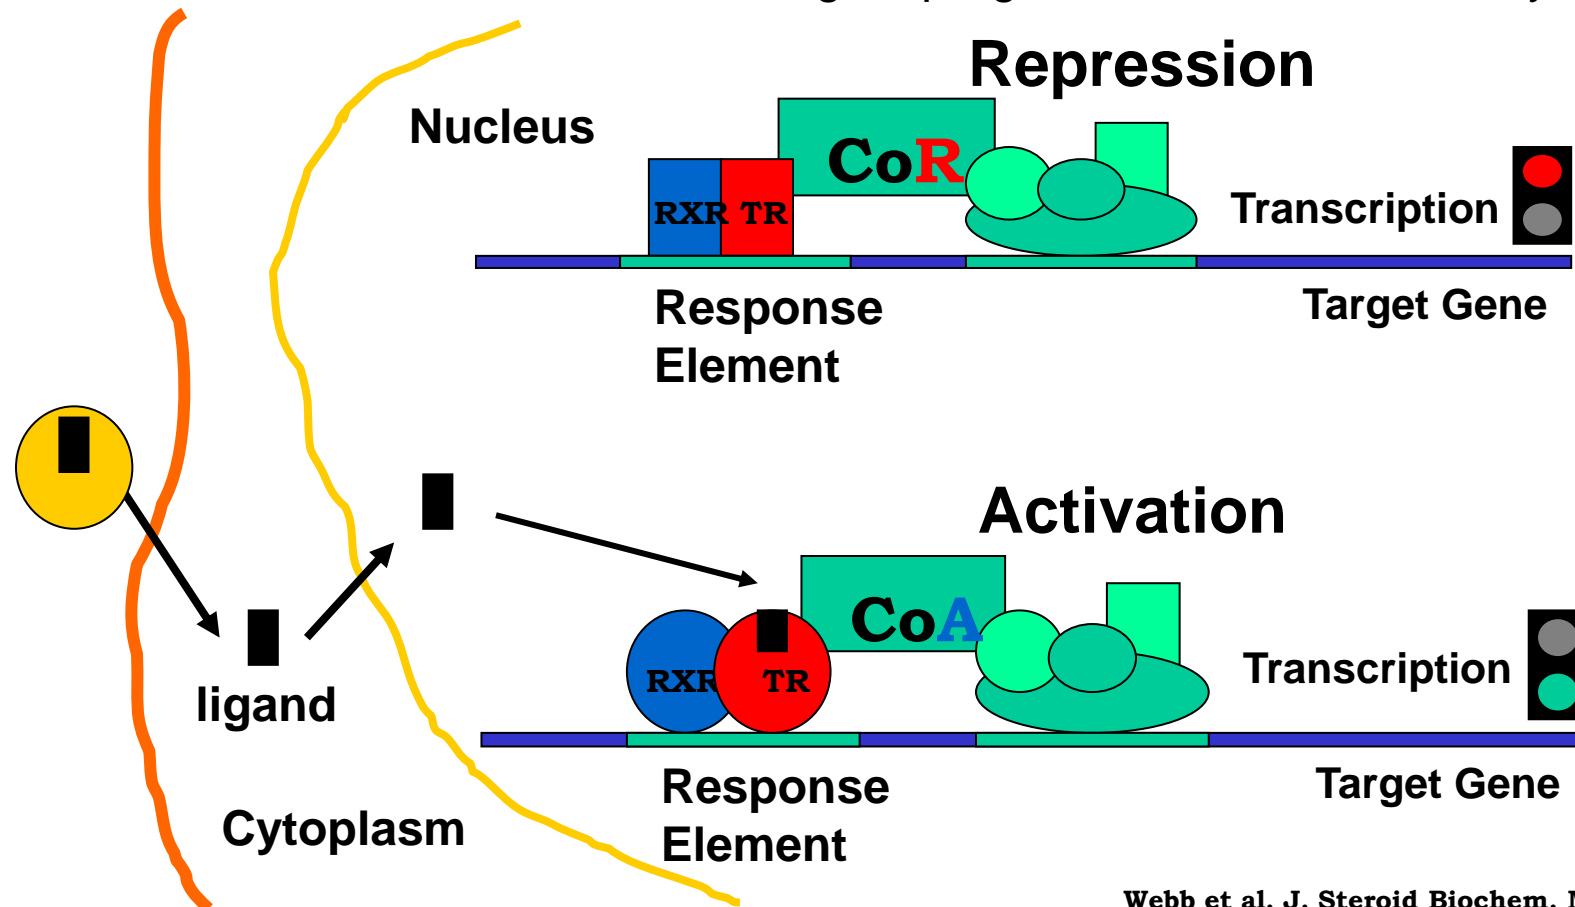 Repression
Nucleus
CoR
RXR TR
Transcription
Response
Element
Target Gene
Activation
CoA
RXR TR
Transcription
ligand
Response
Element
Target Gene
Cytoplasm
Webb et al. J. Steroid Biochem.